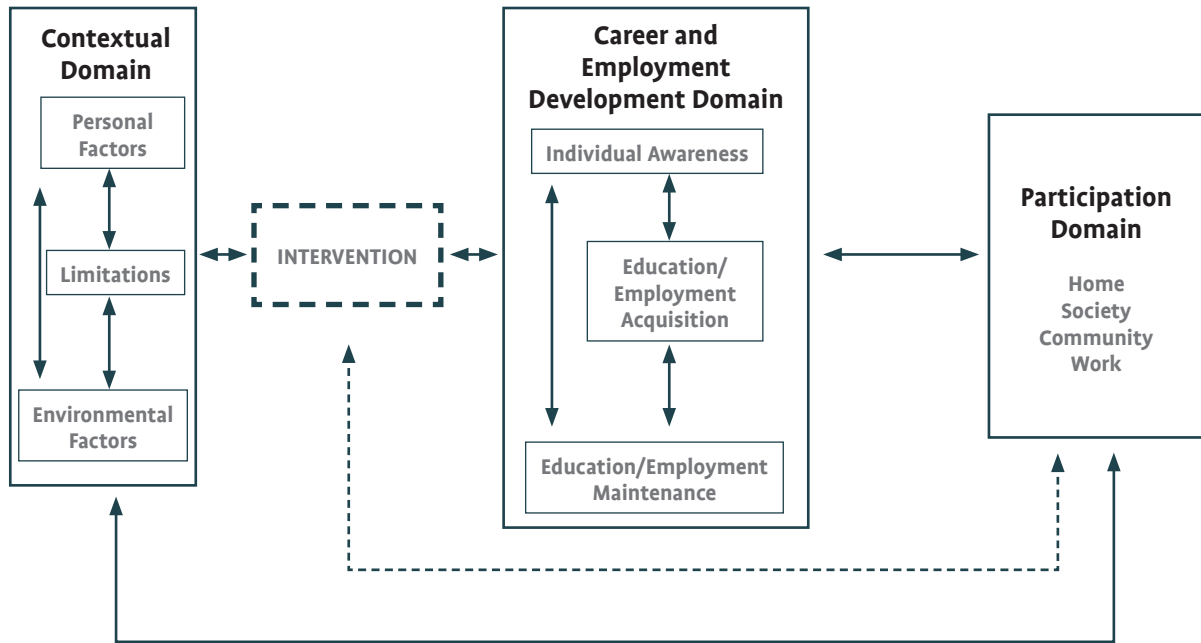 Contextual
Domain
Personal
Factors
Limitations
Environmental
Factors
INTERVENTION
Career and
Employment
Development Domain
Individual Awareness
Education/
Employment
Acquisition
Education/Employment
Maintenance
Participation
Domain
Home
Society
Community
Work